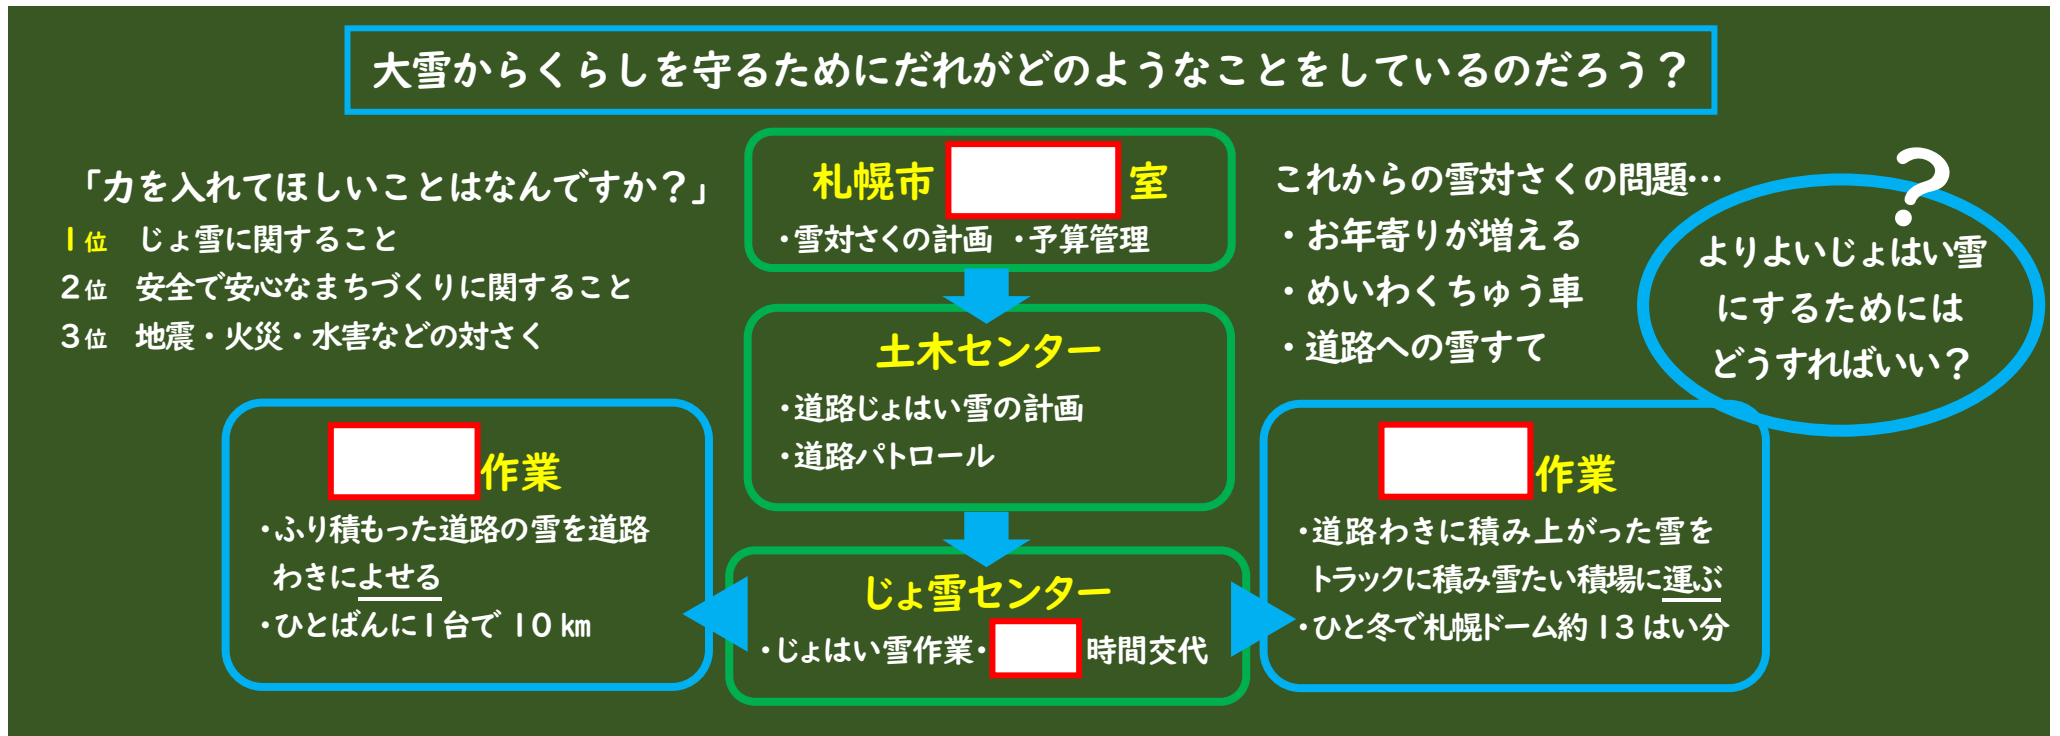 大雪からくらしを守るためにだれがどのようなことをしているのだろう？
「力を入れてほしいことはなんですか？」
1位 じょ雪に関すること
2位 安全で安心なまちづくりに関すること
3位 地震・火災・水害などの対さく
札幌市 室
・雪対さくの計画 ・予算管理
土木センター
・道路じょはい雪の計画
・道路パトロール
じょ雪センター
・じょはい雪作業・ 時間交代
作業
・ふり積もった道路の雪を道路
わきによせる
・ひとばんに1台で 10km
作業
・道路わきに積み上がった雪を
トラックに積み雪たい積場に運ぶ
・ひと冬で札幌ドーム約13はい分
これからの雪対さくの問題…
・お年寄りが増える
・めいわくちゅう車
・道路への雪すて
？
よりよいじょはい雪
にするためには
どうすればいい？